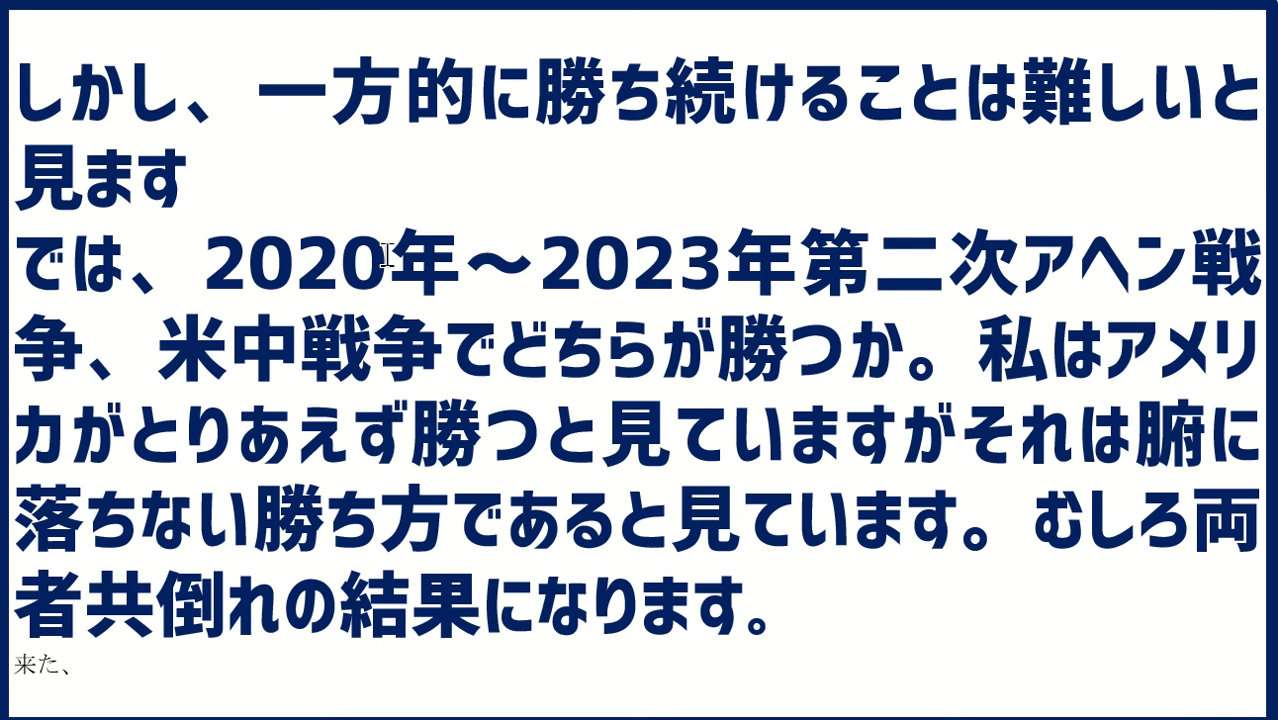 しかし、一方的に勝ち続けることは難しいと
見ます
では、2020年～2023年第二次アヘン戦
争、米中戦争でどちらが勝つか。私はアメリ
カがとりあえず勝つと見ていますがそれは腑に
落ちない勝ち方であると見ています。むしろ両
者共倒れの結果になります。
来た、